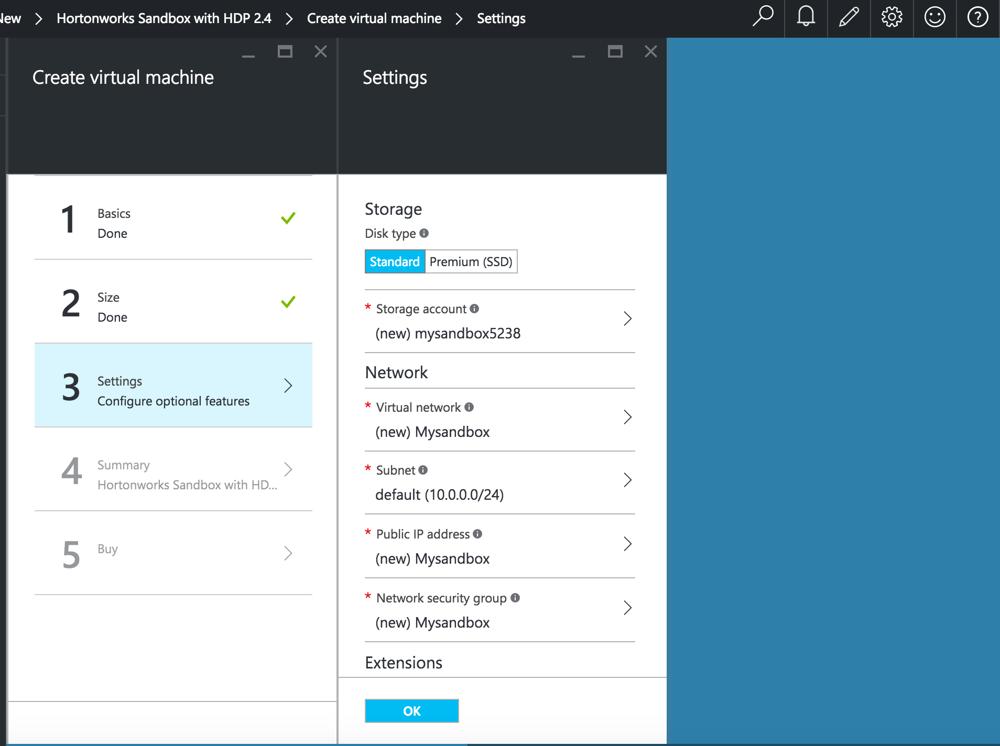 New > Hortonworks Sandbox with HDP 2.4 > Create virtual machine > Settings
Create virtual machine
1
Basics
Done
2
Size
Done
3
Settings
Configure optional features
4
Summary
Hortonworks Sandbox with HD...
5
Buy
Settings
Storage
Disk type
Standard Premium (SSD)
* Storage account
(new) mysandbox5238
Network
* Virtual network
(new) Mysandbox
* Subnet
default (10.0.0.0/24)
* Public IP address
(new) Mysandbox
* Network security group
(new) Mysandbox
Extensions
OK